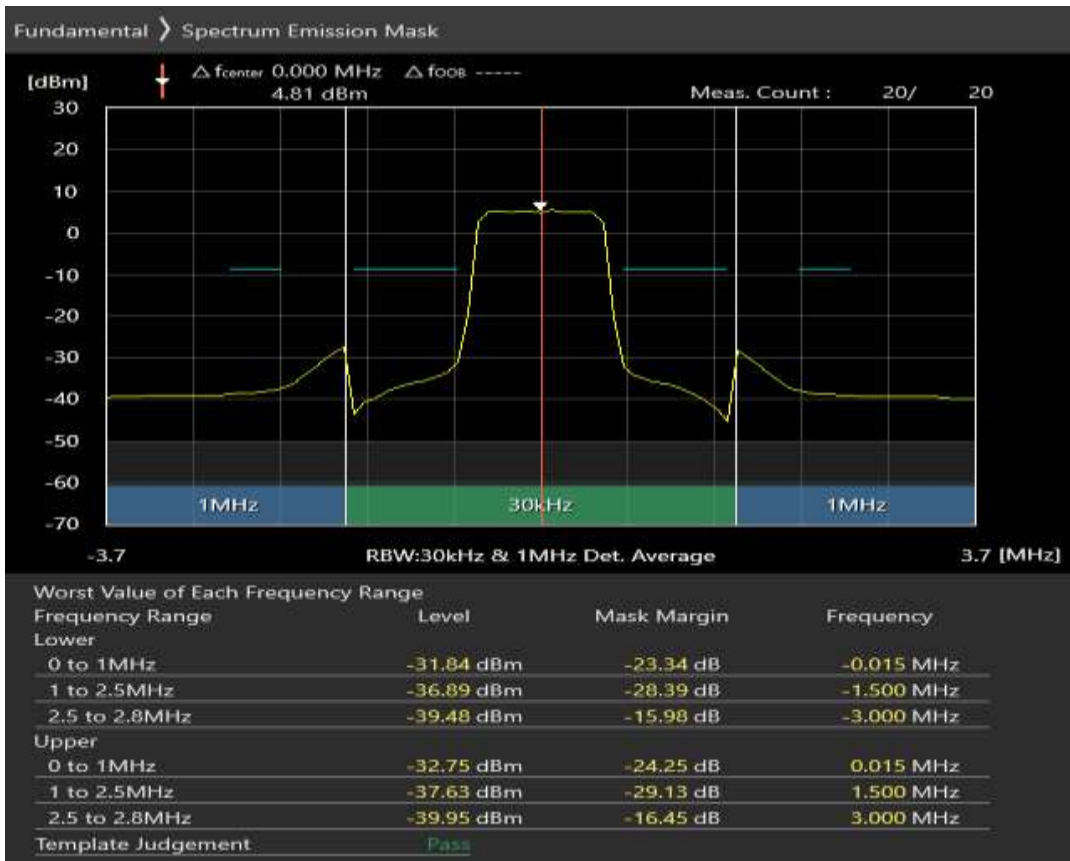 Fundamental 〉 Spectrum Emission Mask
[dBm] △ fcenter 0.000 MHz △ fOOB -----
4.81 dBm Meas. Count : 20/ 20
30
20
10
0
-10
-20
-30
-40
-50
-60
1MHz 30kHz 1MHz
-70
-3.7 RBW:30kHz & 1MHz Det. Average 3.7 [MHz]
Worst Value of Each Frequency Range
Frequency Range Level Mask Margin Frequency
Lower
0 to 1MHz -31.84 dBm -23.34 dB -0.015 MHz
1 to 2.5MHz -36.89 dBm -28.39 dB -1.500 MHz
2.5 to 2.8MHz -39.48 dBm -15.98 dB -3.000 MHz
Upper
0 to 1MHz -32.75 dBm -24.25 dB 0.015 MHz
1 to 2.5MHz -37.63 dBm -29.13 dB 1.500 MHz
2.5 to 2.8MHz -39.95 dBm -16.45 dB 3.000 MHz
Template Judgement Pass